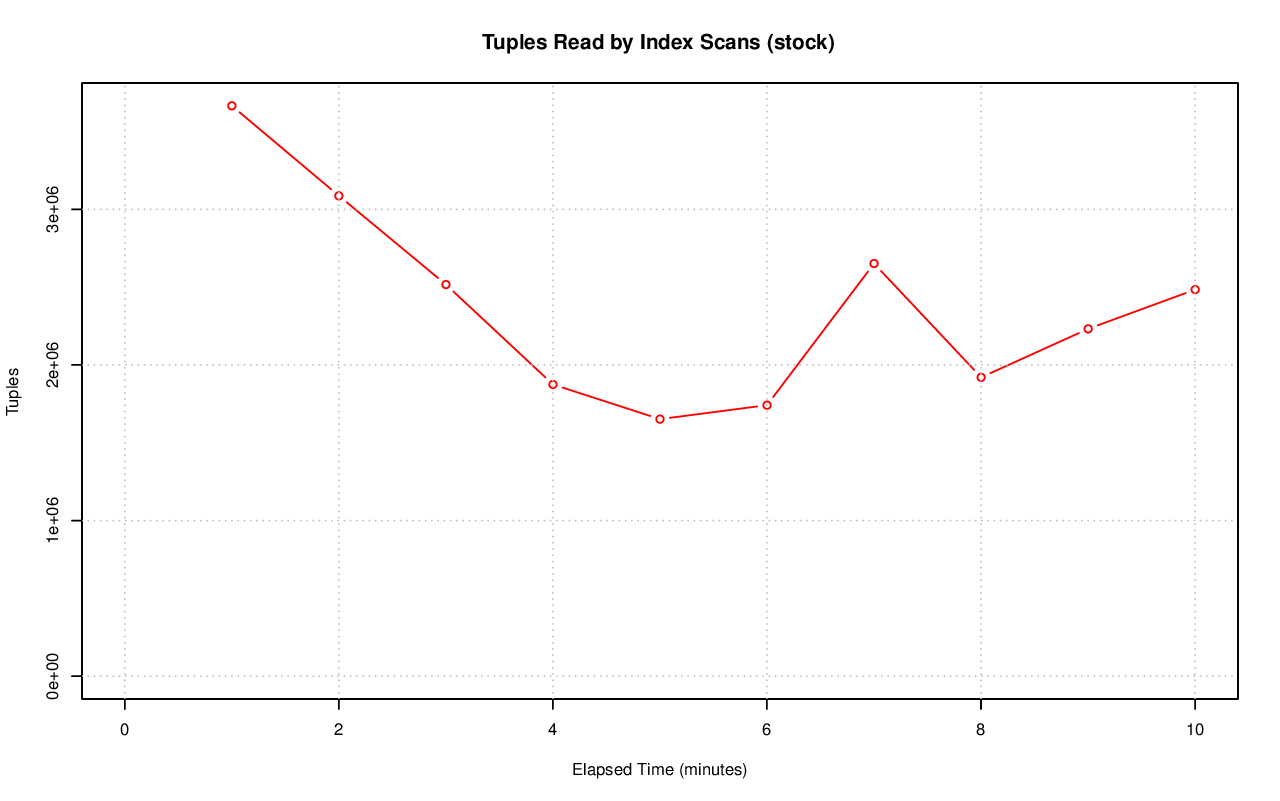 Tuples Read by Index Scans (stock)
Tuples
3e+06
2e+06
1e+06
0e+00
0 2 4 6 8 10
Elapsed Time (minutes)